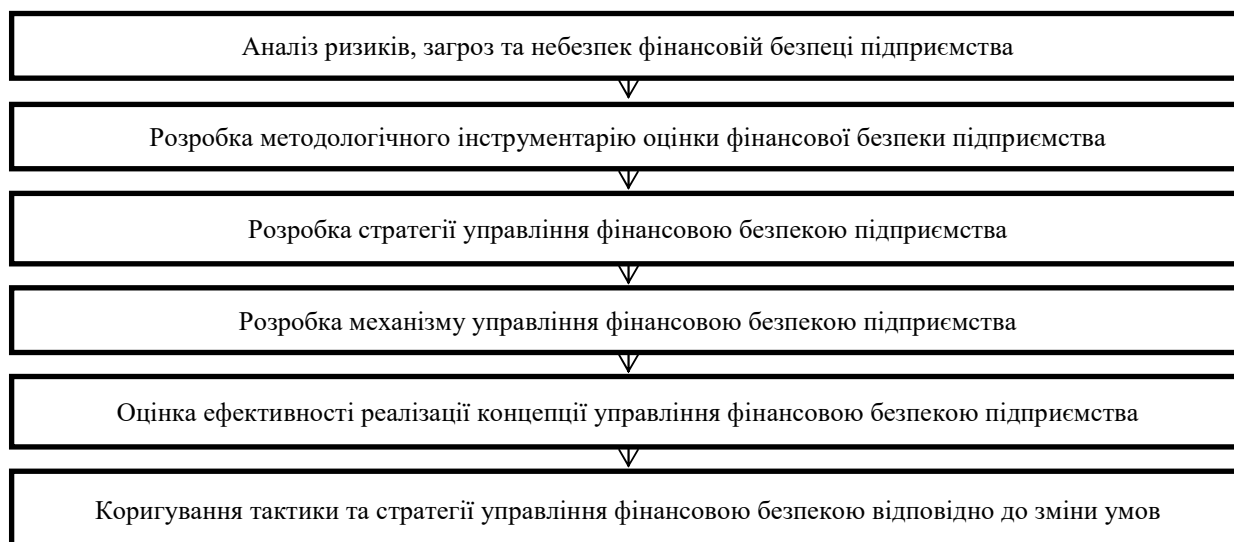 Аналіз ризиків, загроз та небезпек фінансовій безпеці підприємства
Розробка методологічного інструментарію оцінки фінансової безпеки підприємства
Розробка стратегії управління фінансовою безпекою підприємства
Розробка механізму управління фінансовою безпекою підприємства
Оцінка ефективності реалізації концепції управління фінансовою безпекою підприємства
Коригування тактики та стратегії управління фінансовою безпекою відповідно до зміни умов